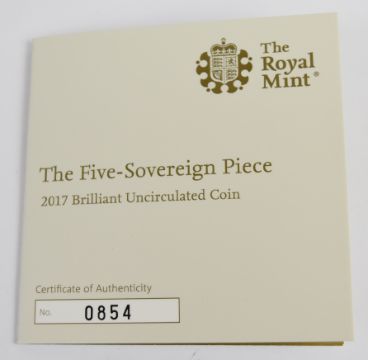 The
Royal
Mint®
The Five-Sovereign Piece
2017 Brilliant Uncirculated Coin
Certificate of Authenticity
No. 0854